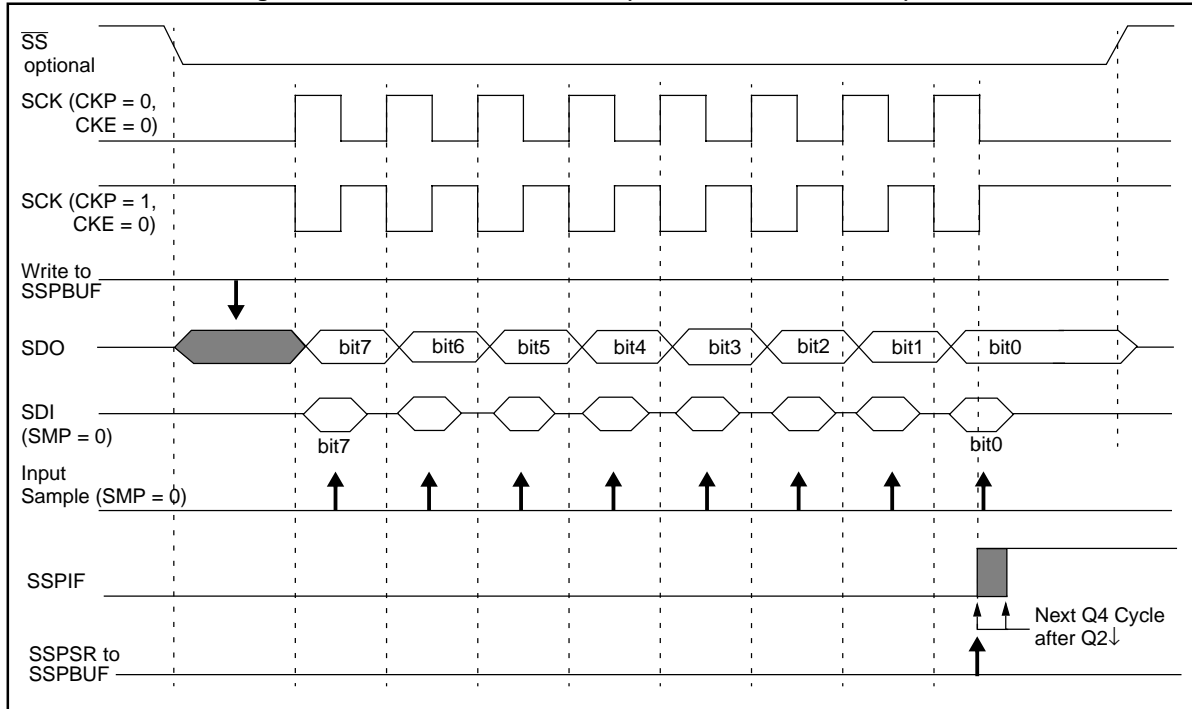 SS
optional
SCK (CKP = 0,
CKE = 0)
SCK (CKP = 1,
CKE = 0)
Write to
SSPBUF
SDO
bit7 bit6 bit5 bit4 bit3 bit2 bit1 bit0
SDI
(SMP = 0)
bit7 bit0
Input
Sample (SMP = 0)
SSPIF
Next Q4 Cycle
after Q2↓
SSPSR to
SSPBUF